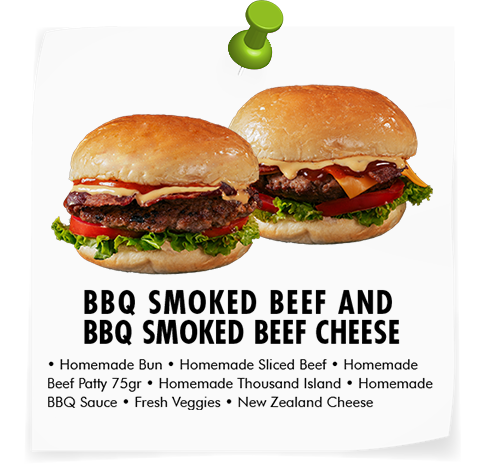 BBQ SMOKED BEEF AND
BBQ SMOKED BEEF CHEESE
• Homemade Bun • Homemade Sliced Beef • Homemade
Beef Patty 75gr • Homemade Thousand Island • Homemade
BBQ Sauce • Fresh Veggies • New Zealand Cheese